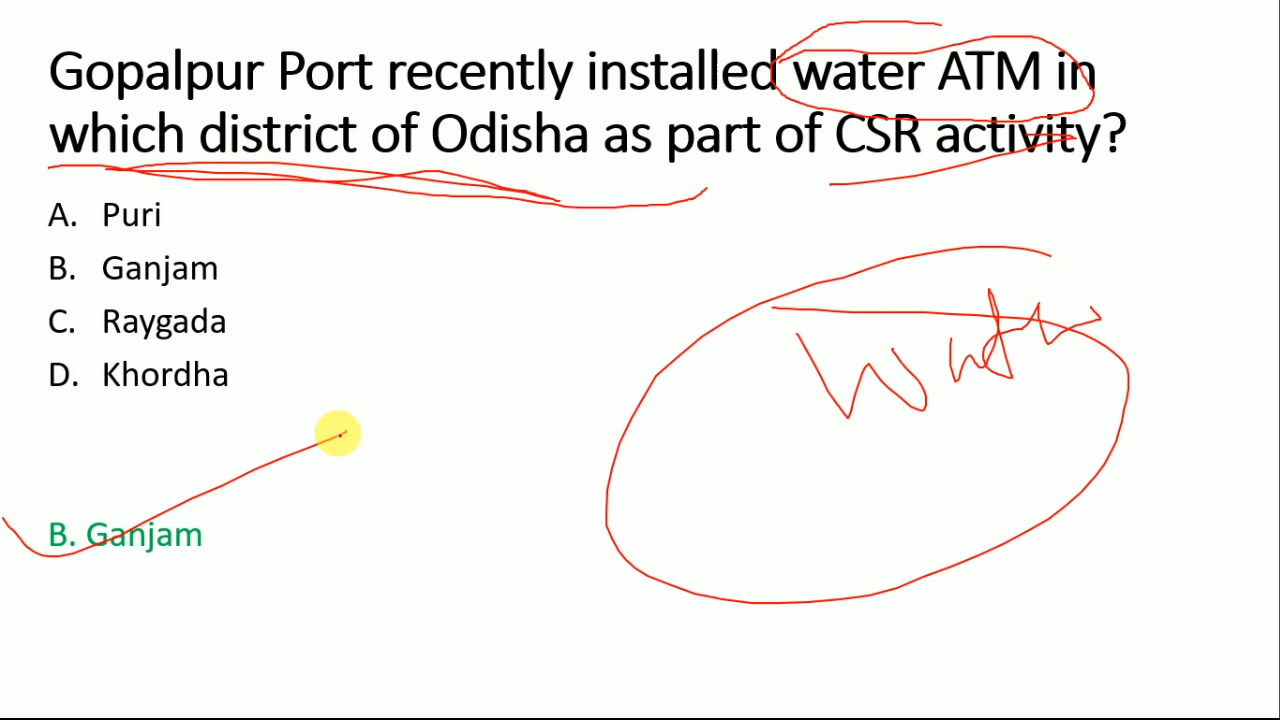 Gopalpur Port recently installed water ATM in
which district of Odisha as part of CSR activity?
A. Puri
B. Ganjam
C. Raygada
D. Khordha
Water
B. Ganjam